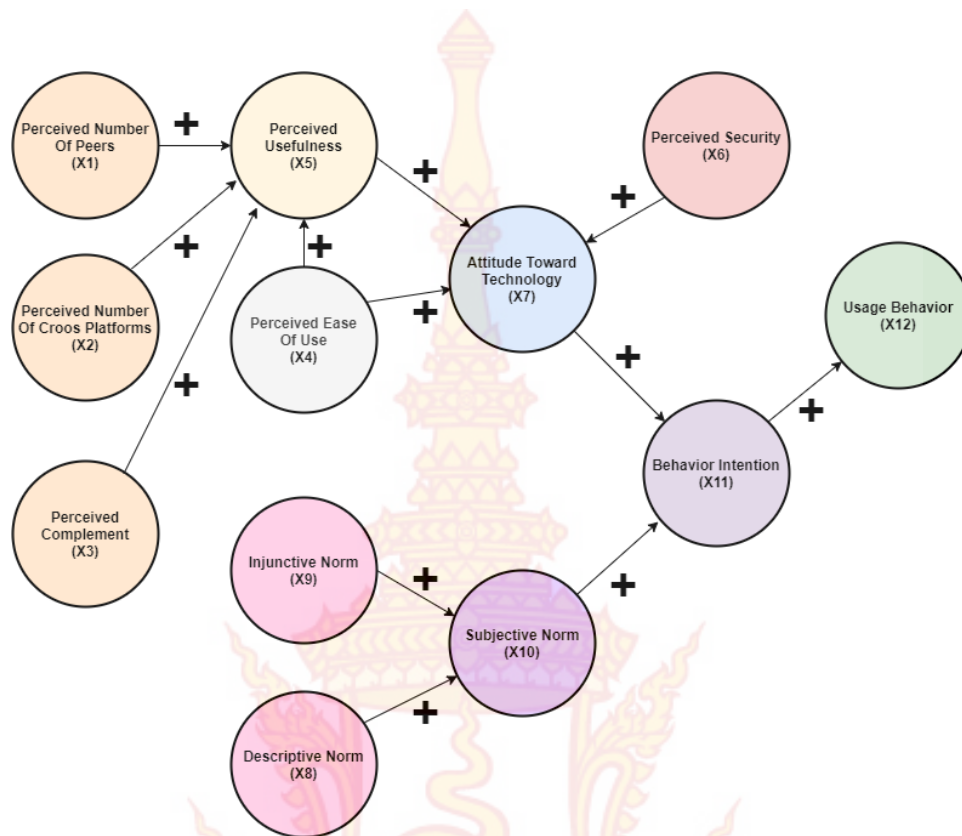 Perceived Number
Of Peers
(X1)
+
Perceived
Usefulness
(X5)
+
Perceived Security
(X6)
+
Perceived Number
Of Croos Platforms
(X2)
+
+
Perceived Ease
Of Use
(X4)
+
Attitude Toward
Technology
(X7)
+
Usage Behavior
(X12)
+
Perceived
Complement
(X3)
+
Behavior Intention
(X11)
+
Injunctive Norm
(X9)
+
Subjective Norm
(X10)
+
Descriptive Norm
(X8)
+